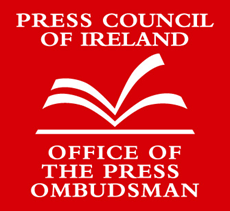 PRESS COUNCIL
OF IRELAND
OFFICE OF
THE PRESS
OMBUDSMAN